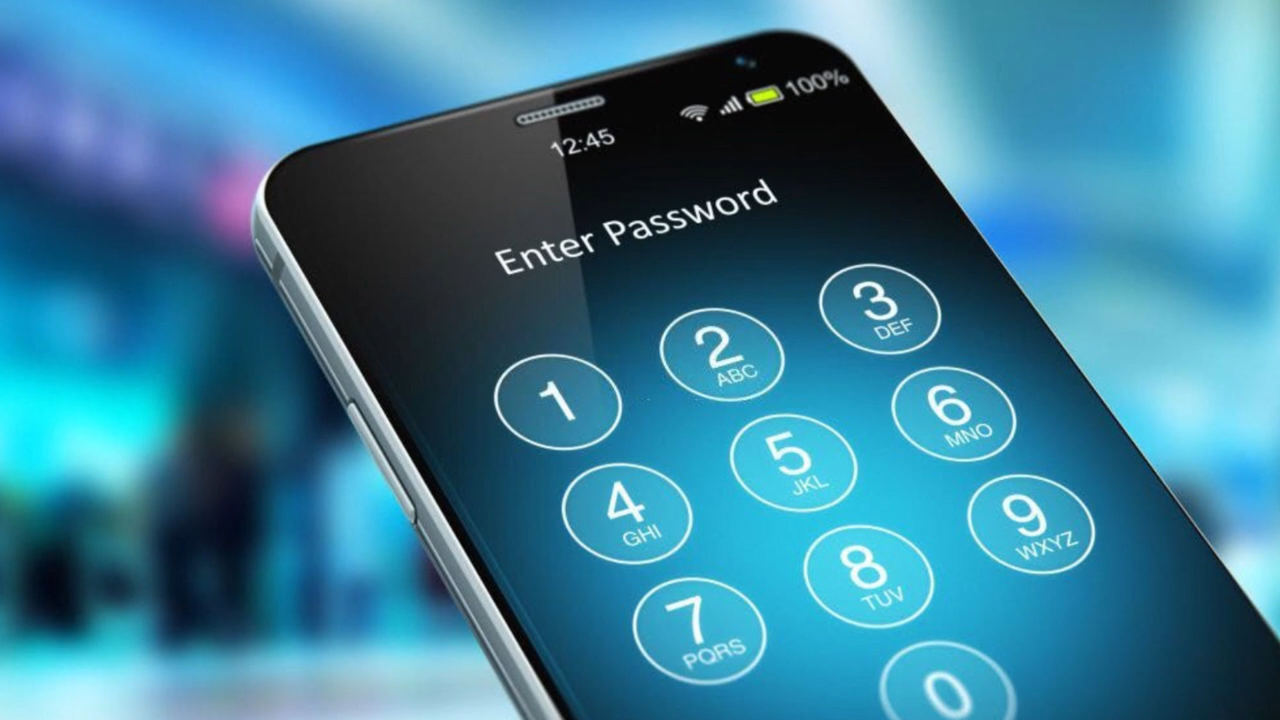 100%
12:45
Enter Password
1
2
ABC
3
DEF
4
GHI
5
JKL
6
MNO
7
PQRS
8
TUV
9
WXYZ
0